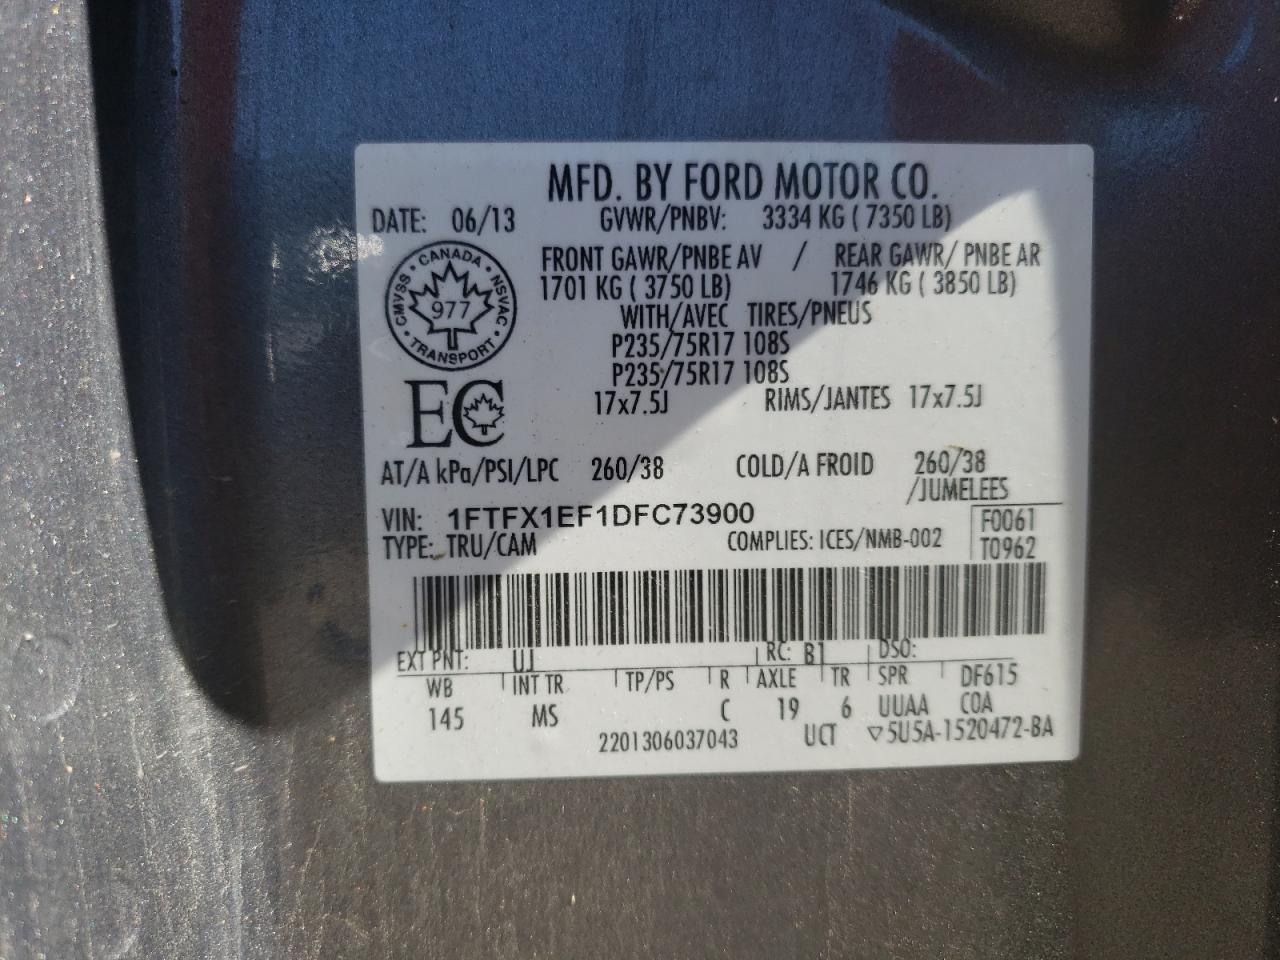 MFD. BY FORD MOTOR CO.
DATE: 06/13 GVWR/PNBV: 3334 KG ( 7350 LB)
FRONT GAWR/PNBE AV / REAR GAWR/ PNBE AR
1701 KG ( 3750 LB) 1746 KG ( 3850 LB)
WITH/AVEC TIRES/PNEUS
P235/75R17 108S
P235/75R17 108S
17x7.5J RIMS/JANTES 17x7.5J
CANADA • NSVAC • TRANSPORT • CMVSS •
977
EC
AT/A kPa/PSI/LPC 260/38 COLD/A FROID 260/38
/JUMELEES
VIN: 1FTFX1EF1DFC73900 F0061
TYPE: TRU/CAM COMPLIES: ICES/NMB-002 T0962
EXT PNT: UJ RC: B1 DSO:
WB INT TR TP/PS R AXLE TR SPR DF615
145 MS C 19 6 UUAA COA
2201306037043 UCT ▽5U5A-1520472-BA